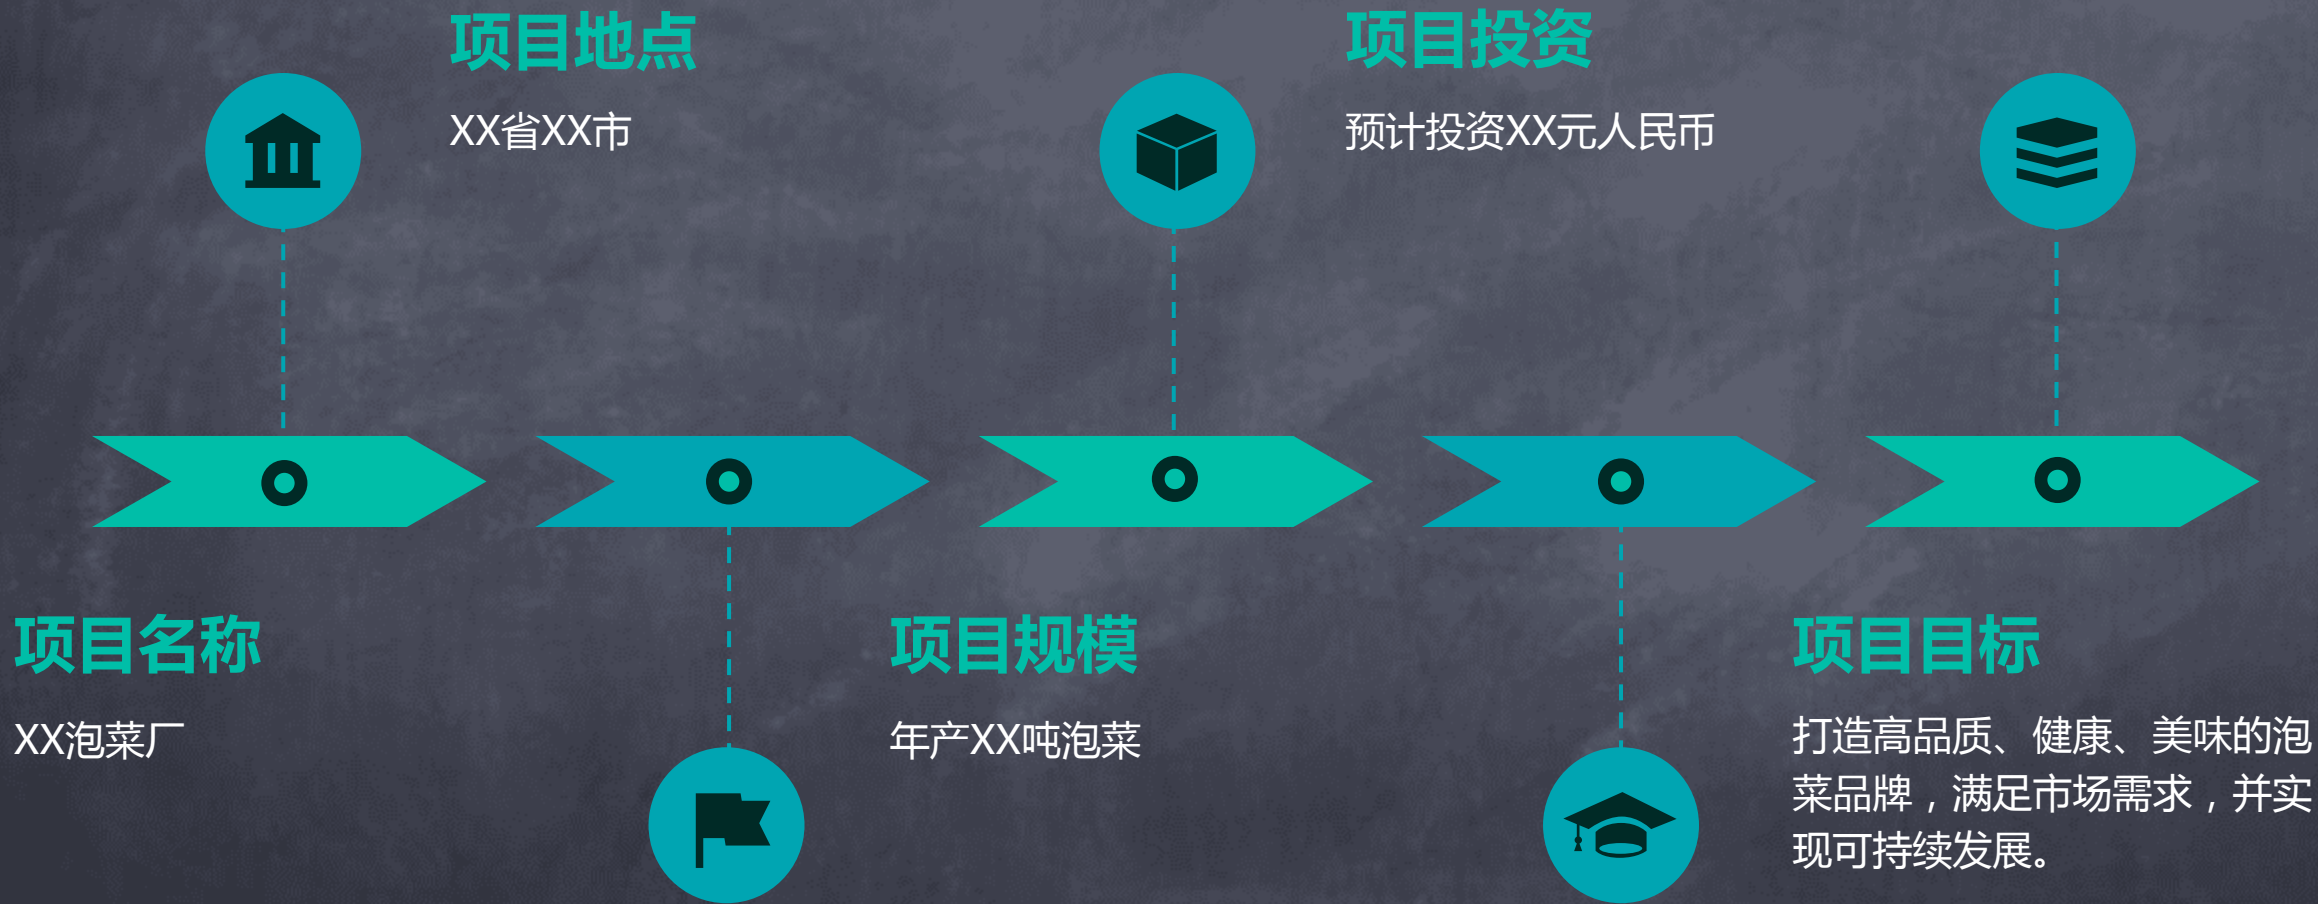 项目地点
XX省XX市
项目投资
预计投资XX元人民币
项目名称
XX泡菜厂
项目规模
年产XX吨泡菜
项目目标
打造高品质、健康、美味的泡
菜品牌，满足市场需求，并实
现可持续发展。